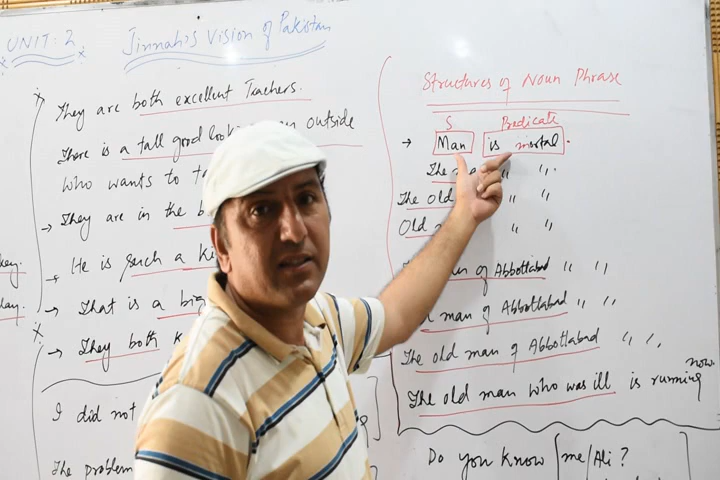 UNIT: 2 Jinnah's Vision of Pakistan
They are both excellent Teachers.
There is a tall good outside
who wants to
→ They are in the
→ He is such a
→ That is a
→ They both
I did not
The problem
Structures of Noun Phrase
S Predicate
→ Man is mortal.
The " "
The old " "
Old " "
man of Abbottabad " "
man of Abbottabad " "
The old man of Abbottabad " "
The old man who was ill is running now
Do you know me/Ali?